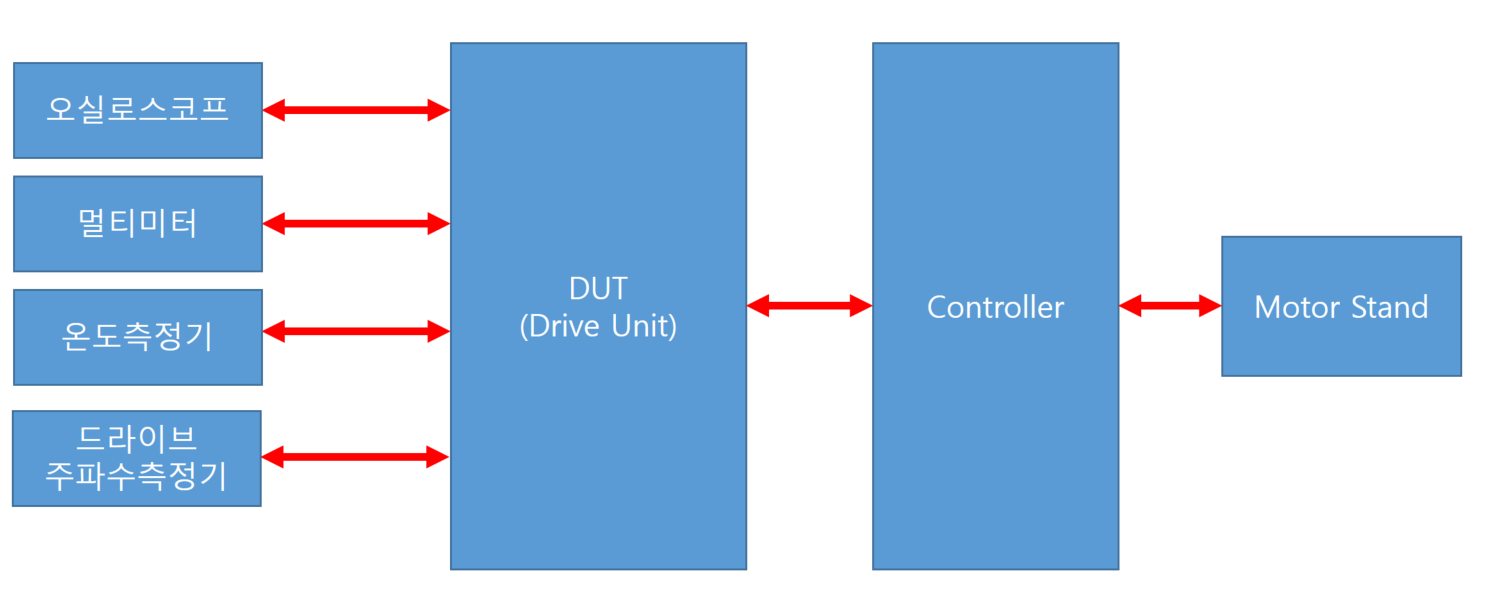 오실로스코프
멀티미터
온도측정기
드라이브
주파수측정기
DUT
(Drive Unit)
Controller
Motor Stand